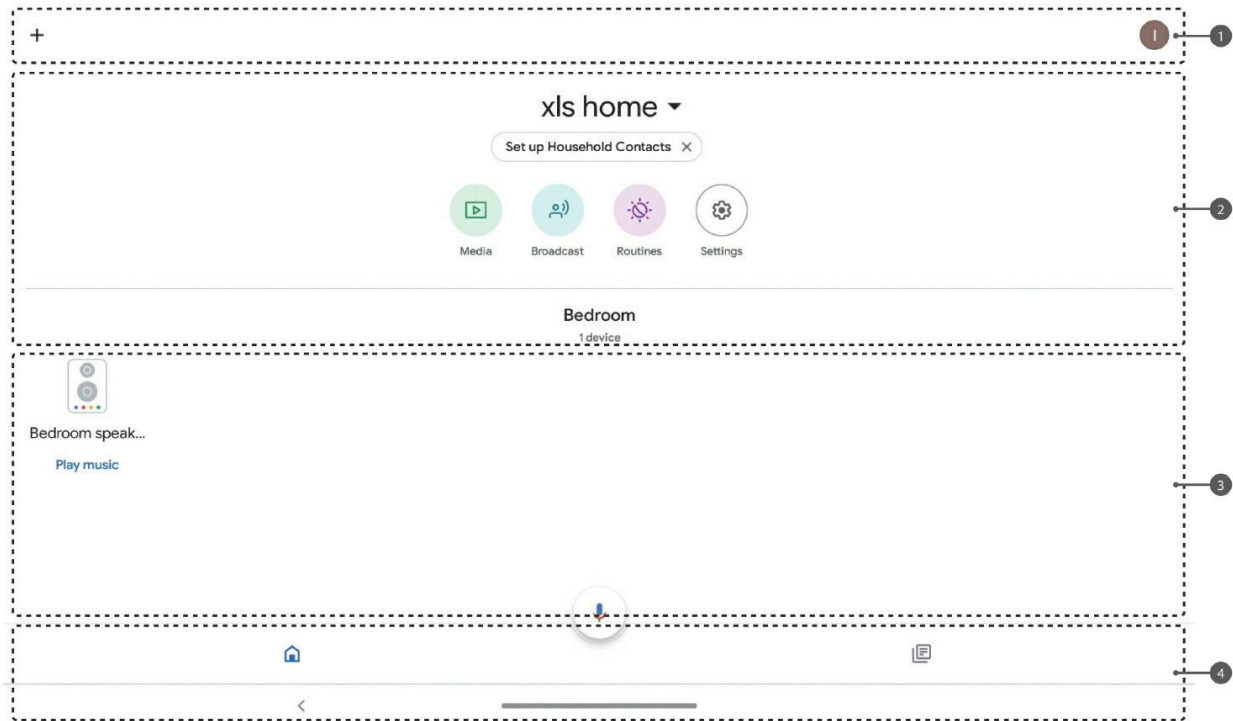 +
I
1
xls home
Set up Household Contacts ×
2
Media Broadcast Routines Settings
Bedroom
1 device
Bedroom speak...
Play music
3
4